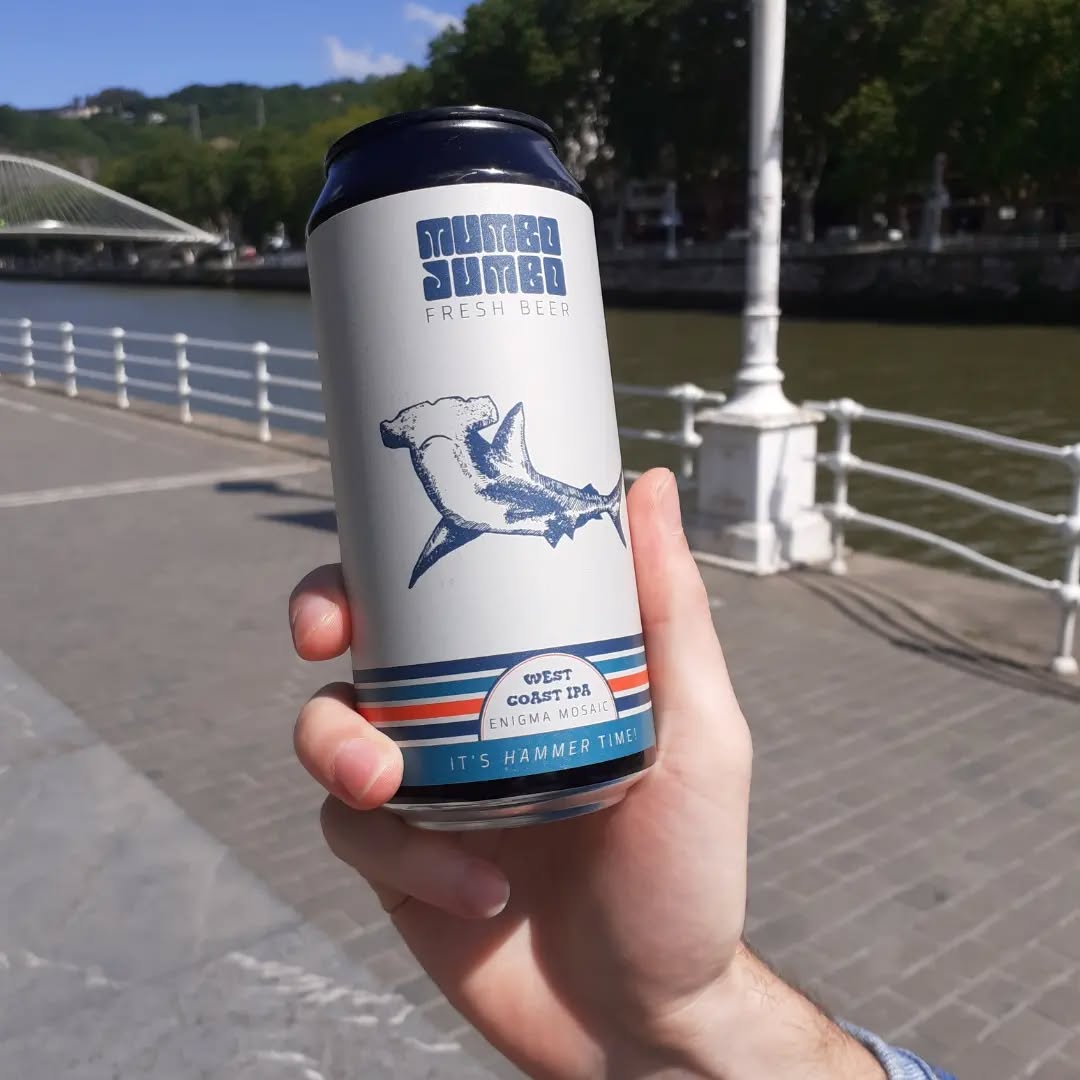 MUMBO
JUMBO
FRESH BEER
WEST
COAST IPA
ENIGMA MOSAIC
IT'S HAMMER TIME!